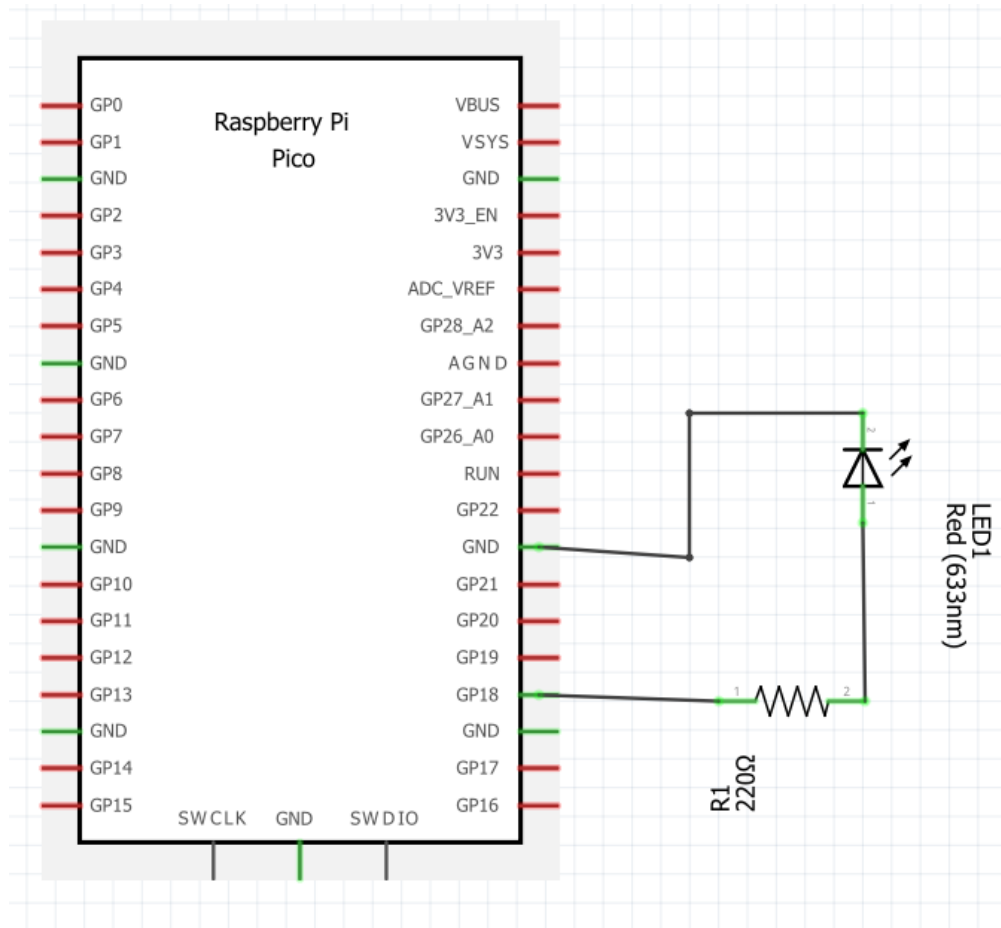 Raspberry Pi
Pico
GP0
GP1
GND
GP2
GP3
GP4
GP5
GND
GP6
GP7
GP8
GP9
GND
GP10
GP11
GP12
GP13
GND
GP14
GP15
VBUS
VSYS
GND
3V3_EN
3V3
ADC_VREF
GP28_A2
AGND
GP27_A1
GP26_A0
RUN
GP22
GND
GP21
GP20
GP19
GP18
GND
GP17
GP16
SWCLK GND SWDIO
2
1
LED1
Red (633nm)
1 2
R1
220Ω